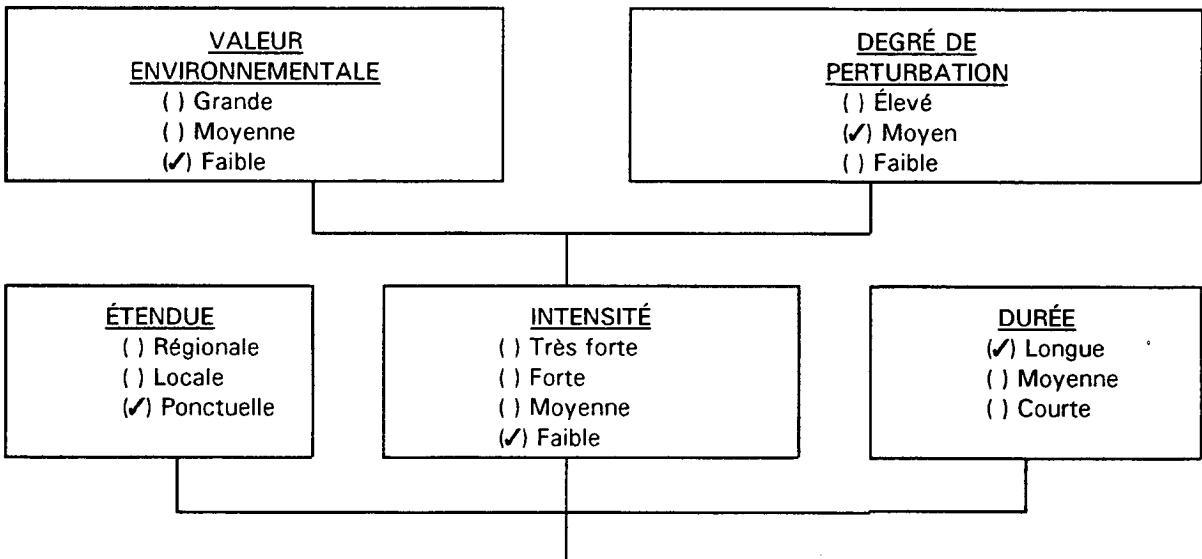 VALEUR
ENVIRONNEMENTALE
( ) Grande
( ) Moyenne
(✓) Faible
DEGRÉ DE
PERTURBATION
( ) Élevé
(✓) Moyen
( ) Faible
ÉTENDUE
( ) Régionale
( ) Locale
(✓) Ponctuelle
INTENSITÉ
( ) Très forte
( ) Forte
( ) Moyenne
(✓) Faible
DURÉE
(✓) Longue
( ) Moyenne
( ) Courte